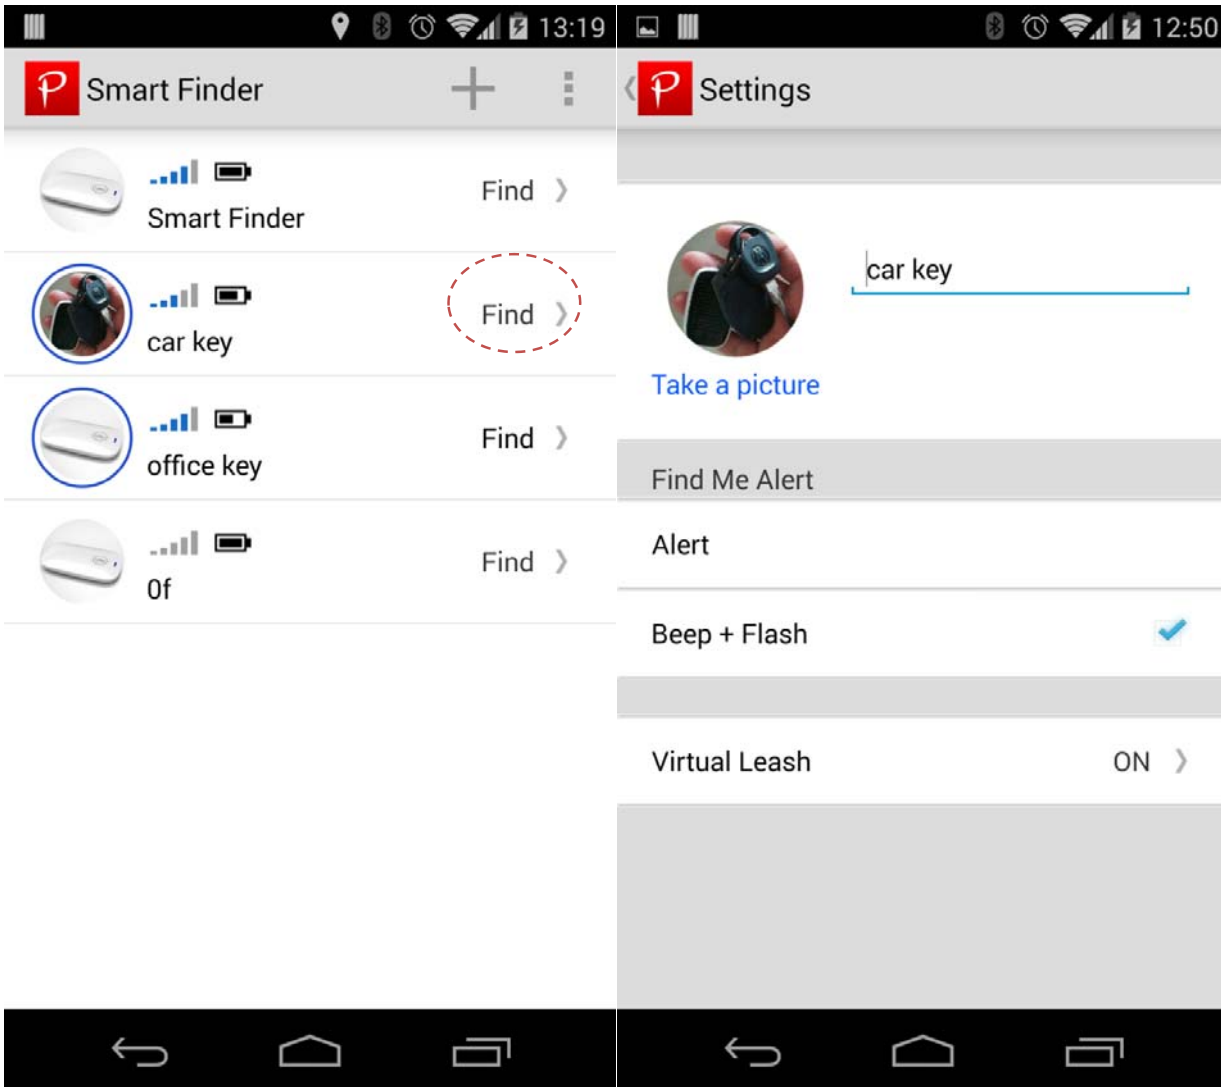 13:19
Smart Finder
Find
Smart Finder
Find
car key
Find
office key
Find
0f
12:50
Settings
car key
Take a picture
Find Me Alert
Alert
Beep + Flash
Virtual Leash ON